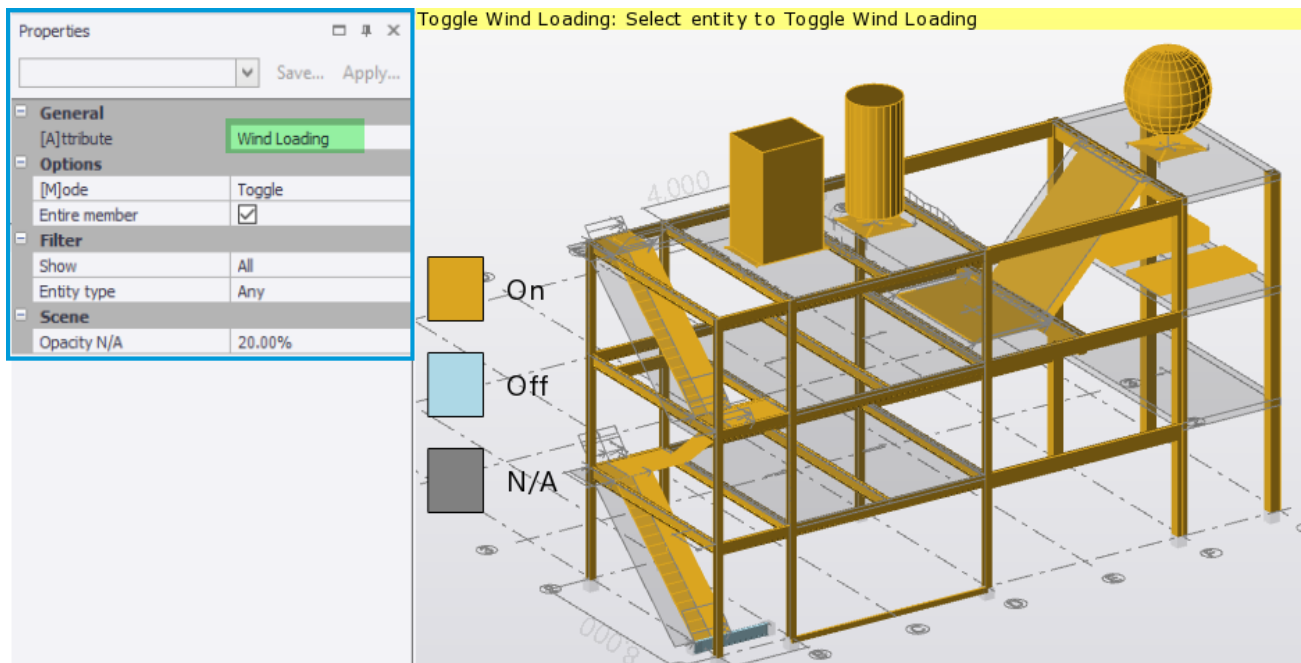 Properties
Save... Apply...
General
[A]ttribute Wind Loading
Options
[M]ode Toggle
Entire member
Filter
Show All
Entity type Any
Scene
Opacity N/A 20.00%
Toggle Wind Loading: Select entity to Toggle Wind Loading
4.000
On
Off
N/A
F
E
D
C
8.000